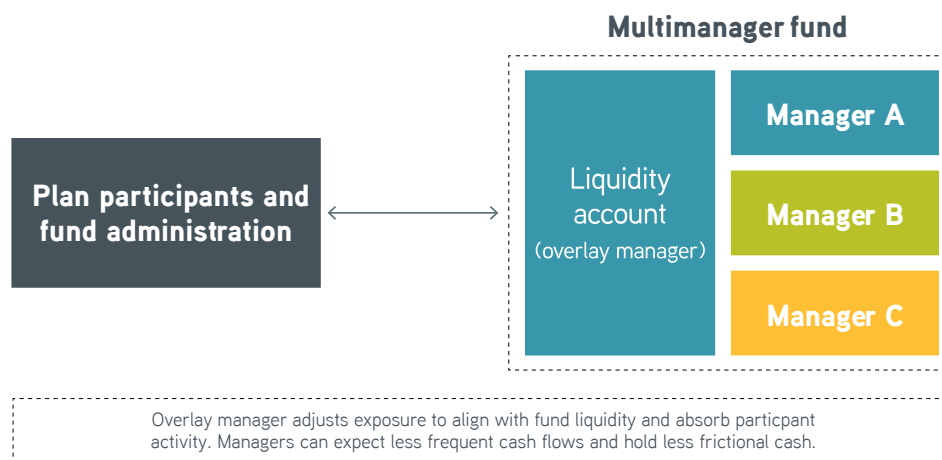 Multimanager fund
Plan participants and
fund administration
Liquidity
account
(overlay manager)
Manager A
Manager B
Manager C
Overlay manager adjusts exposure to align with fund liquidity and absorb particpant
activity. Managers can expect less frequent cash flows and hold less frictional cash.